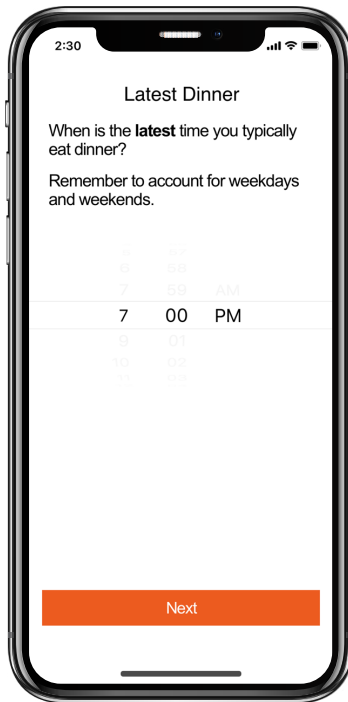 2:30
Latest Dinner
When is the latest time you typically
eat dinner?
Remember to account for weekdays
and weekends.
6 58
7 59 AM
7 00 PM
9 01
10 02
Next